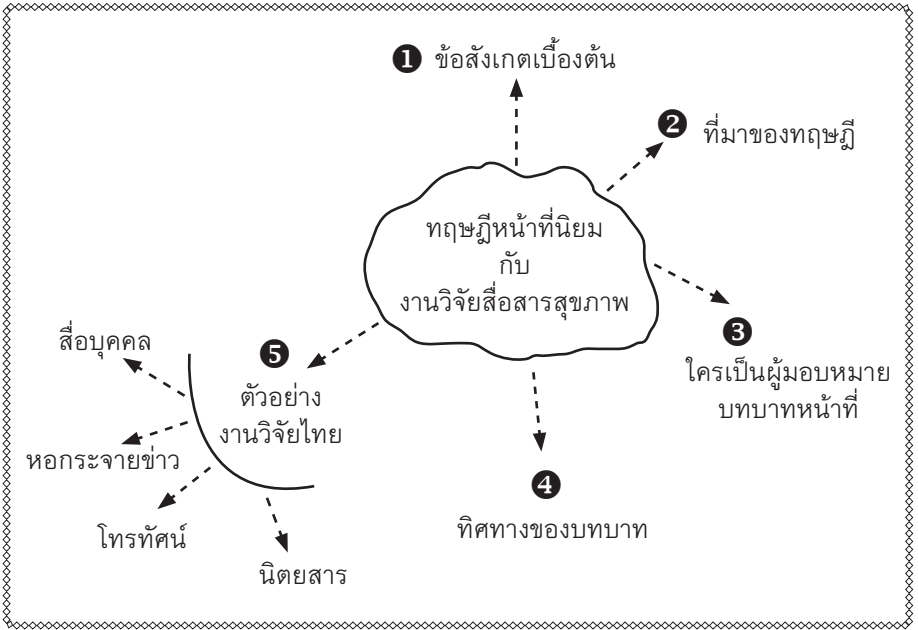 ❶ ข้อสังเกตเบื้องต้น
❷ ที่มาของทฤษฎี
ทฤษฎีหน้าที่นิยม
กับ
งานวิจัยสื่อสารสุขภาพ
❸
ใครเป็นผู้มอบหมาย
บทบาทหน้าที่
❹
ทิศทางของบทบาท
❺
ตัวอย่าง
งานวิจัยไทย
สื่อบุคคล
หอกระจายข่าว
โทรทัศน์
นิตยสาร